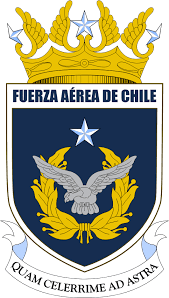 FUERZA AÉREA DE CHILE
QUAM CELERRIME AD ASTRA